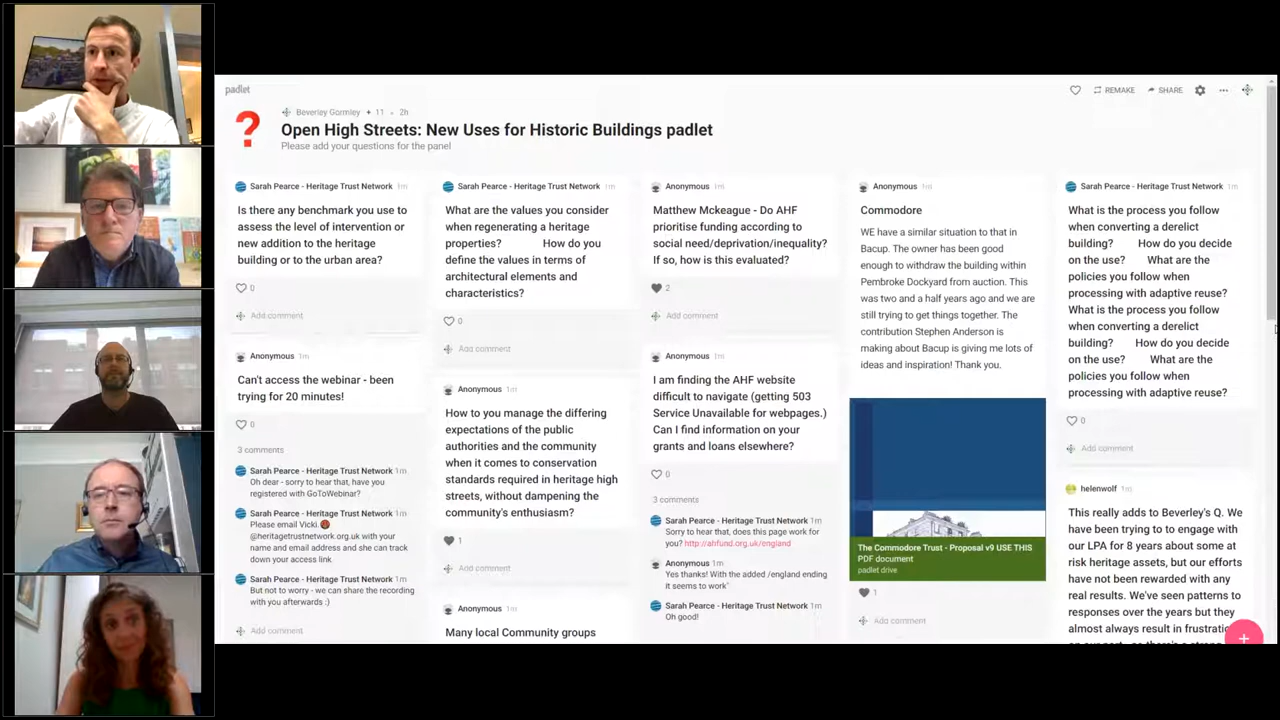 padlet
REMAKE
SHARE
Beverley Gormley + 11 • 2h
?
Open High Streets: New Uses for Historic Buildings padlet
Please add your questions for the panel
Sarah Pearce - Heritage Trust Network 1m
Is there any benchmark you use to
assess the level of intervention or
new addition to the heritage
building or to the urban area?
0
Add comment
Anonymous 1m
Can't access the webinar - been
trying for 20 minutes!
0
3 comments
Sarah Pearce - Heritage Trust Network 1m
Oh dear - sorry to hear that, have you
registered with GoToWebinar?
Sarah Pearce - Heritage Trust Network 1m
Please email Vicki.
@heritagetrustnetwork.org.uk with your
name and email address and she can track
down your access link
Sarah Pearce - Heritage Trust Network 1m
But not to worry - we can share the recording
with you afterwards :)
Add comment
Sarah Pearce - Heritage Trust Network 1m
What are the values you consider
when regenerating a heritage
properties? How do you
define the values in terms of
architectural elements and
characteristics?
0
Add comment
Anonymous 1m
How to you manage the differing
expectations of the public
authorities and the community
when it comes to conservation
standards required in heritage high
streets, without dampening the
community's enthusiasm?
1
Add comment
Anonymous 1m
Many local Community groups
Anonymous 1m
Matthew Mckeague - Do AHF
prioritise funding according to
social need/deprivation/inequality?
If so, how is this evaluated?
2
Add comment
Anonymous 1m
I am finding the AHF website
difficult to navigate (getting 503
Service Unavailable for webpages.)
Can I find information on your
grants and loans elsewhere?
0
3 comments
Sarah Pearce - Heritage Trust Network 1m
Sorry to hear that, does this page work for
you? http://ahfund.org.uk/england
Anonymous 1m
Yes thanks! With the added /england ending
it seems to work"
Sarah Pearce - Heritage Trust Network 1m
Oh good!
Anonymous 1m
Commodore
WE have a similar situation to that in
Bacup. The owner has been good
enough to withdraw the building within
Pembroke Dockyard from auction. This
was two and a half years ago and we are
still trying to get things together. The
contribution Stephen Anderson is
making about Bacup is giving me lots of
ideas and inspiration! Thank you.
The Commodore Trust - Proposal v9 USE THIS
PDF document
padlet drive
1
Add comment
Sarah Pearce - Heritage Trust Network 1m
What is the process you follow
when converting a derelict
building? How do you decide
on the use? What are the
policies you follow when
processing with adaptive reuse?
What is the process you follow
when converting a derelict
building? How do you decide
on the use? What are the
policies you follow when
processing with adaptive reuse?
0
Add comment
helenwolf 1m
This really adds to Beverley's Q. We
have been trying to to engage with
our LPA for 8 years about some at
risk heritage assets, but our efforts
have not been rewarded with any
real results. We've seen patterns to
responses over the years but they
almost always result in frustratio